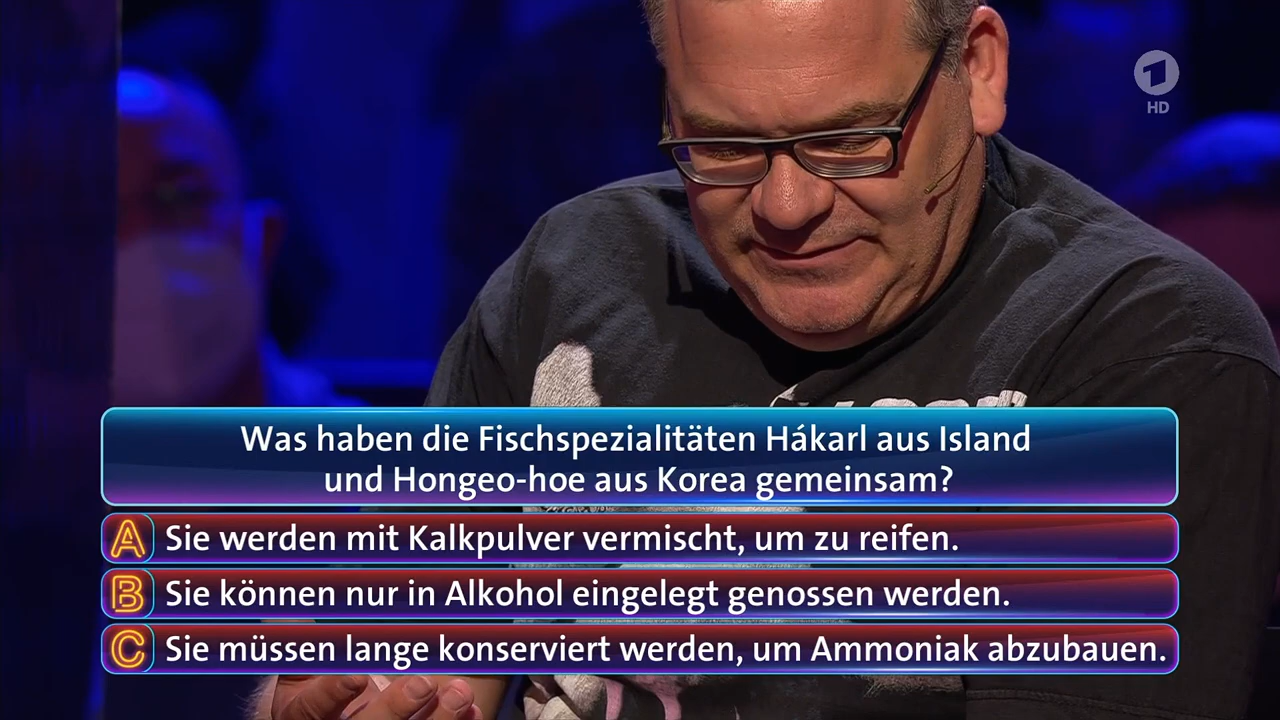 1
HD
Was haben die Fischspezialitäten Hákarl aus Island
und Hongeo-hoe aus Korea gemeinsam?
A Sie werden mit Kalkpulver vermischt, um zu reifen.
B Sie können nur in Alkohol eingelegt genossen werden.
C Sie müssen lange konserviert werden, um Ammoniak abzubauen.